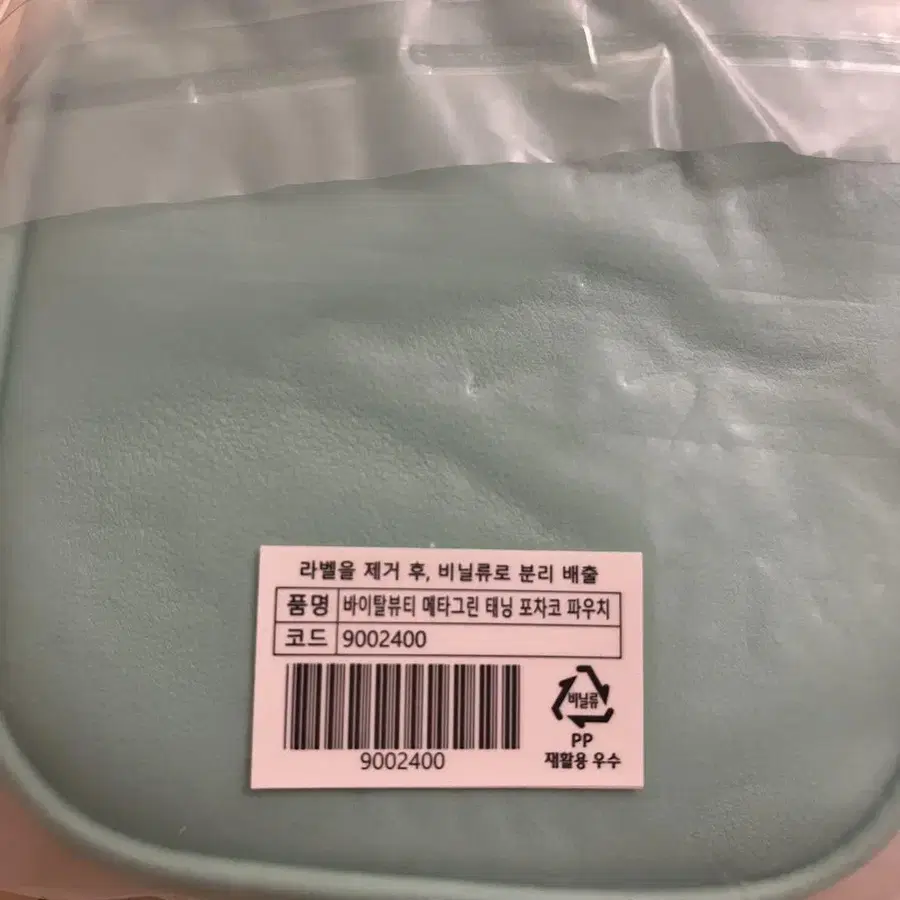 라벨을 제거 후, 비닐류로 분리 배출
품명 바이탈뷰티 메타그린 태닝 포차코 파우치
코드 9002400
9002400
비닐류
PP
재활용 우수